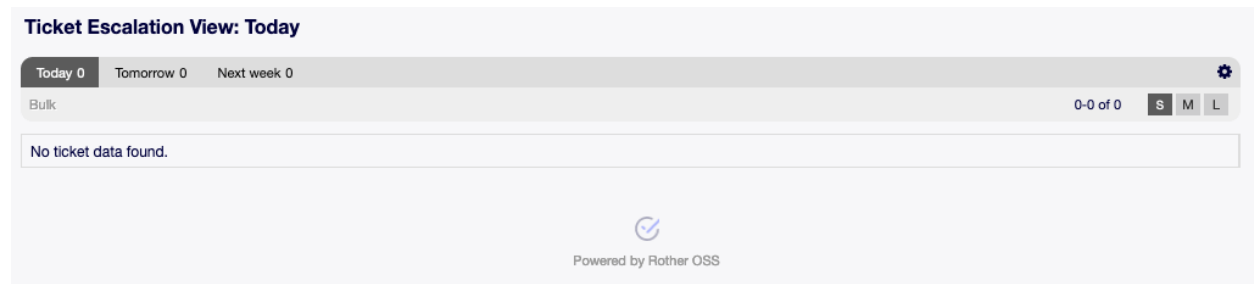 Ticket Escalation View: Today
Today 0 Tomorrow 0 Next week 0
Bulk 0-0 of 0 S M L
No ticket data found.
Powered by Rother OSS